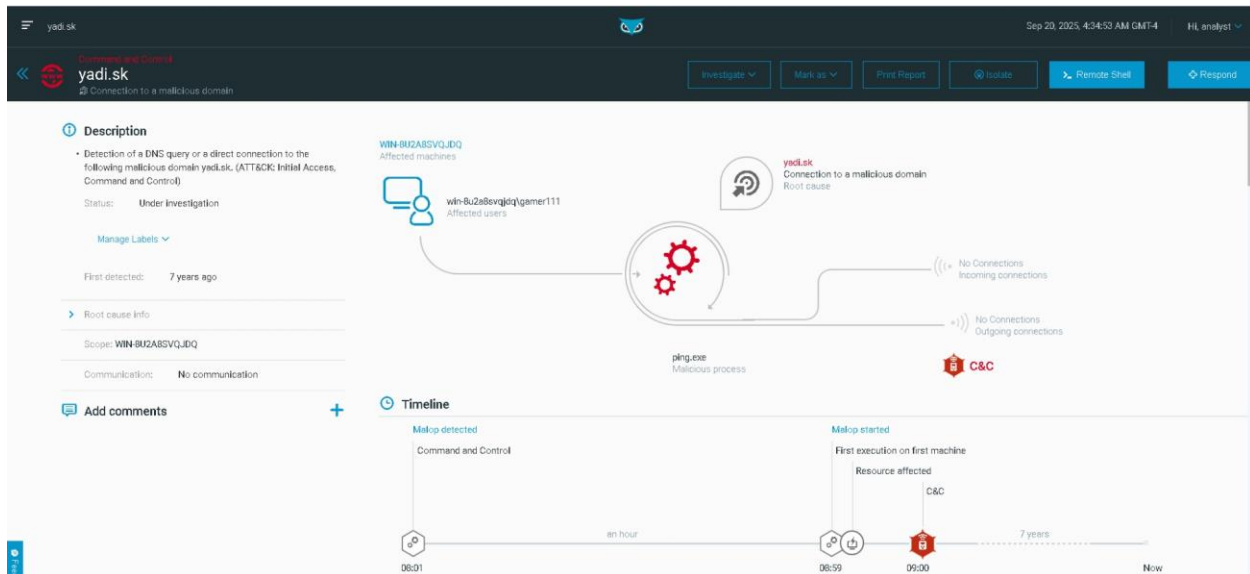 yadi.sk
Sep 20, 2025, 4:34:53 AM GMT-4
Hi, analyst
Command and Control
yadi.sk
Connection to a malicious domain
Investigate
Mark as
Print Report
Isolate
Remote Shell
Respond
Description
• Detection of a DNS query or a direct connection to the
following malicious domain yadi.sk. (ATT&CK: Initial Access,
Command and Control)
Status: Under investigation
Manage Labels
First detected: 7 years ago
Root cause info
Scope: WIN-8U2A8SVQJDQ
Communication: No communication
Add comments
WIN-8U2A8SVQJDQ
Affected machines
win-8u2a8svqjdq\gamer111
Affected users
yadi.sk
Connection to a malicious domain
Root cause
No Connections
Incoming connections
No Connections
Outgoing connections
ping.exe
Malicious process
C&C
Timeline
Malop detected
Command and Control
Malop started
First execution on first machine
Resource affected
C&C
an hour
7 years
08:01
08:59
09:00
Now